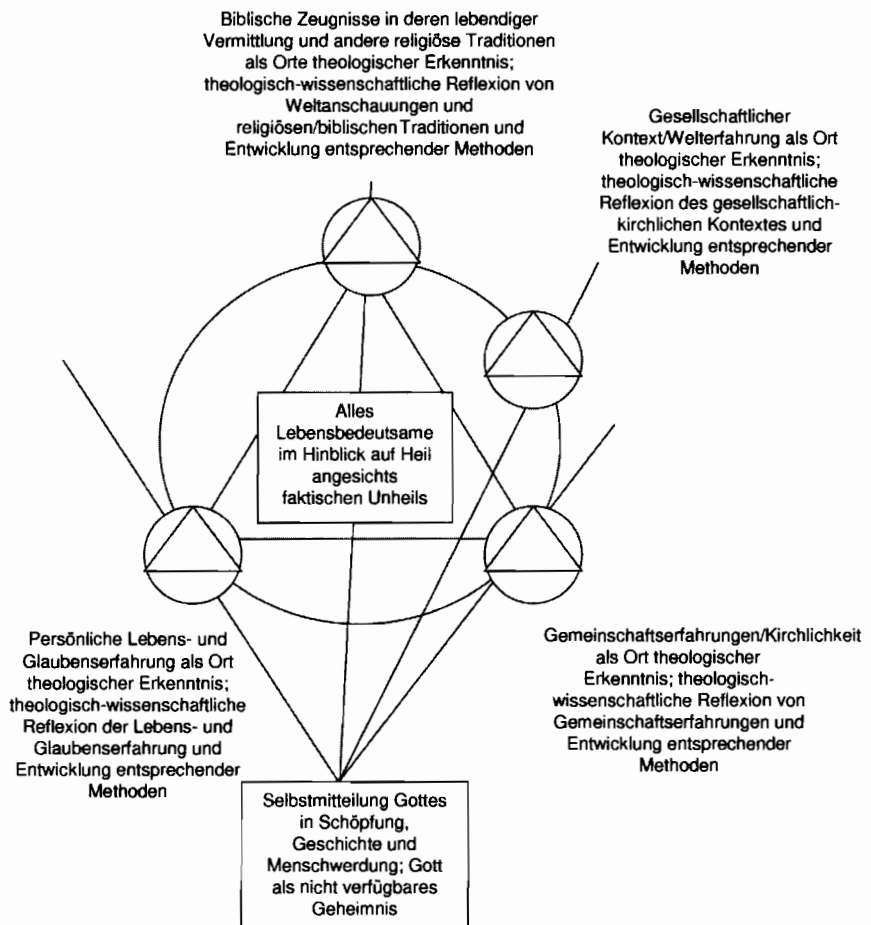 Biblische Zeugnisse in deren lebendiger
Vermittlung und andere religiöse Traditionen
als Orte theologischer Erkenntnis;
theologisch-wissenschaftliche Reflexion von
Weltanschauungen und
religiösen/biblischen Traditionen und
Entwicklung entsprechender Methoden
Gesellschaftlicher
Kontext/Welterfahrung als Ort
theologischer Erkenntnis;
theologisch-wissenschaftliche
Reflexion des gesellschaftlich-
kirchlichen Kontextes und
Entwicklung entsprechender
Methoden
Alles
Lebensbedeutsame
im Hinblick auf Heil
angesichts
faktischen Unheils
Persönliche Lebens- und
Glaubenserfahrung als Ort
theologischer Erkenntnis;
theologisch-wissenschaftliche
Reflexion der Lebens- und
Glaubenserfahrung und
Entwicklung entsprechender
Methoden
Gemeinschaftserfahrungen/Kirchlichkeit
als Ort theologischer
Erkenntnis; theologisch-
wissenschaftliche Reflexion von
Gemeinschaftserfahrungen und
Entwicklung entsprechender
Methoden
Selbstmitteilung Gottes
in Schöpfung,
Geschichte und
Menschwerdung; Gott
als nicht verfügbares
Geheimnis